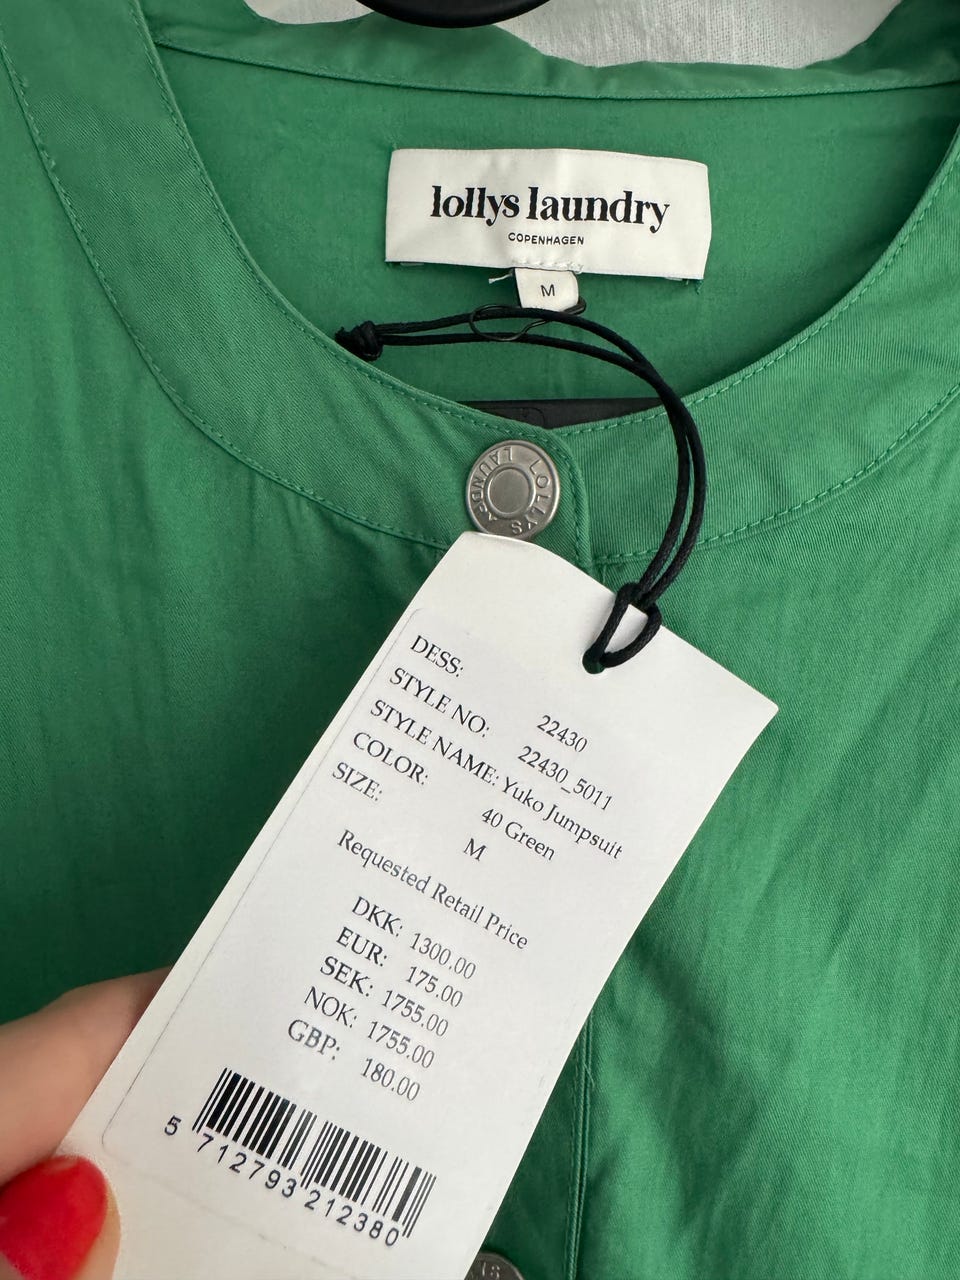 lollys laundry
COPENHAGEN
M
LOLLYS LAUNDRY
DESS: 22430
STYLE NO: 22430_5011
STYLE NAME: Yuko Jumpsuit
COLOR: 40 Green
SIZE: M
Requested Retail Price
DKK: 1300.00
EUR: 175.00
SEK: 1755.00
NOK: 1755.00
GBP: 180.00
5 712793 212380